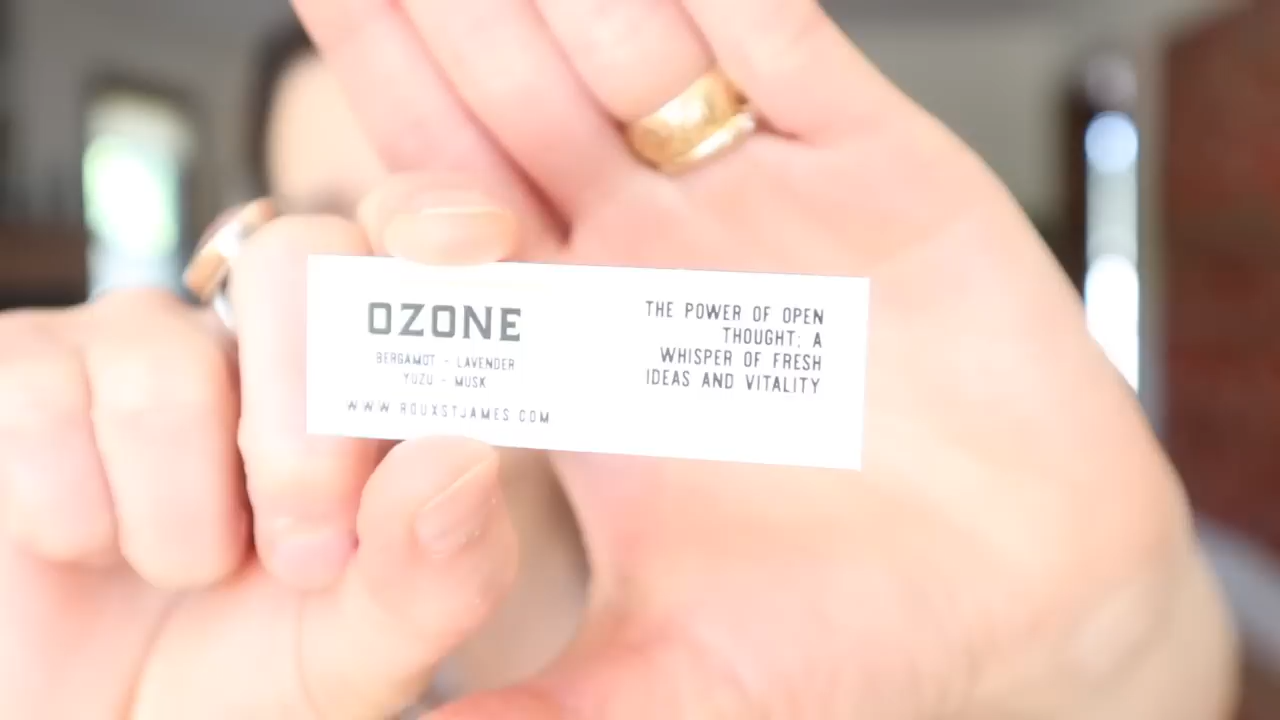 OZONE
BERGAMOT - LAVENDER
YUZU - MUSK
WWW.ROUXSTJAMES.COM
THE POWER OF OPEN
THOUGHT; A
WHISPER OF FRESH
IDEAS AND VITALITY